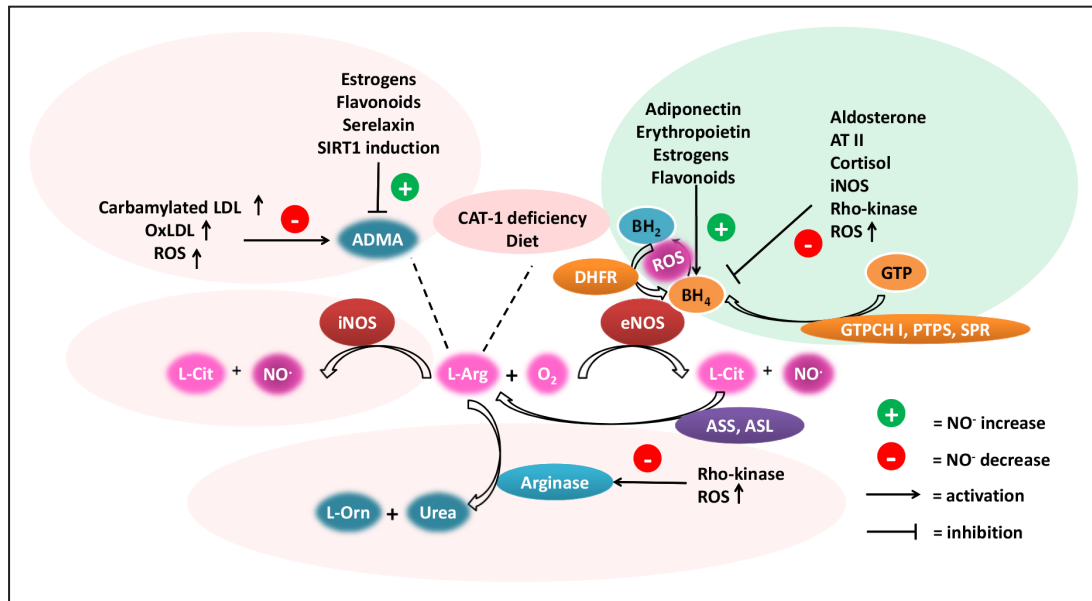 Estrogens
Flavonoids
Serelaxin
SIRT1 induction
+
Carbamylated LDL ↑
OxLDL ↑
ROS ↑
-
ADMA
CAT-1 deficiency
Diet
Adiponectin
Erythropoietin
Estrogens
Flavonoids
+
Aldosterone
AT II
Cortisol
iNOS
Rho-kinase
ROS ↑
-
BH₂
ROS
DHFR
BH₄
GTP
GTPCH I, PTPS, SPR
iNOS
eNOS
L-Cit + NO·
L-Arg + O₂
L-Cit + NO·
ASS, ASL
-
Arginase
Rho-kinase
ROS ↑
L-Orn + Urea
+ = NO· increase
- = NO· decrease
= activation
= inhibition